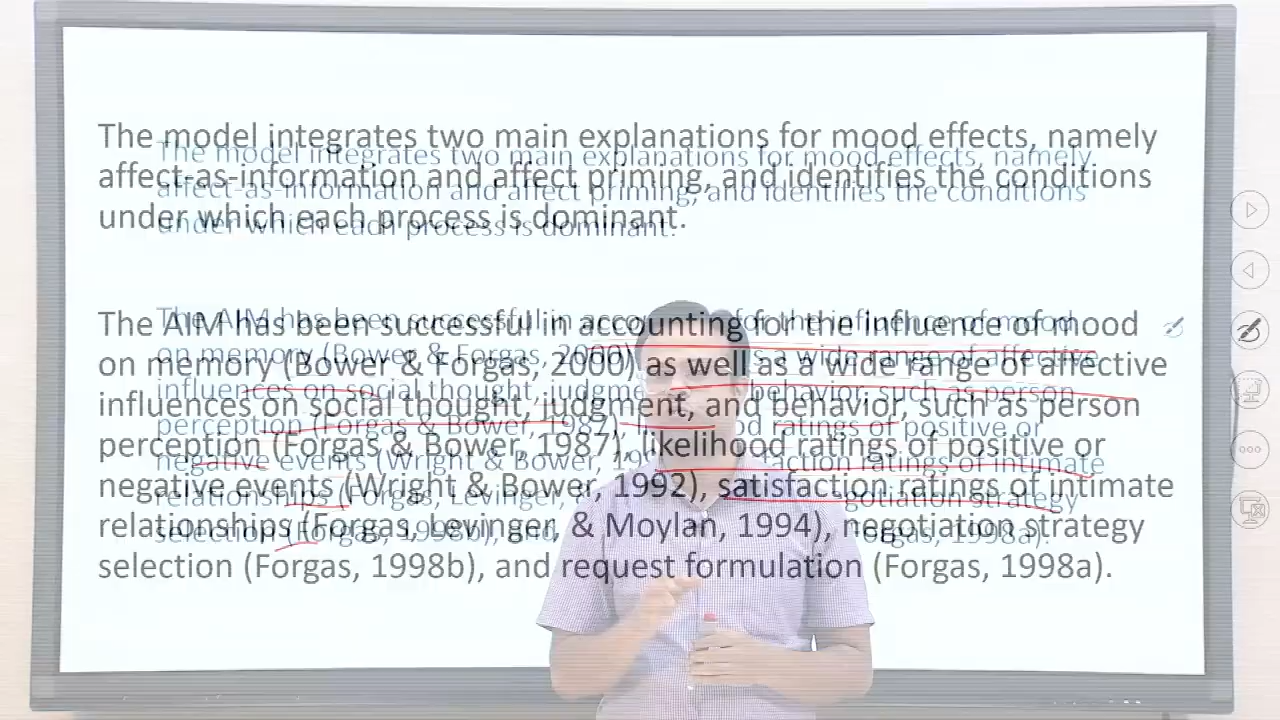 The model integrates two main explanations for mood effects, namely
affect-as-information and affect priming, and identifies the conditions
under which each process is dominant.
The AIM has been successful in accounting for the influence of mood
on memory (Bower & Forgas, 2000) as well as a wide range of affective
influences on social thought, judgment, and behavior, such as person
perception (Forgas & Bower, 1987), likelihood ratings of positive or
negative events (Wright & Bower, 1992), satisfaction ratings of intimate
relationships (Forgas, Levinger, & Moylan, 1994), negotiation strategy
selection (Forgas, 1998b), and request formulation (Forgas, 1998a).